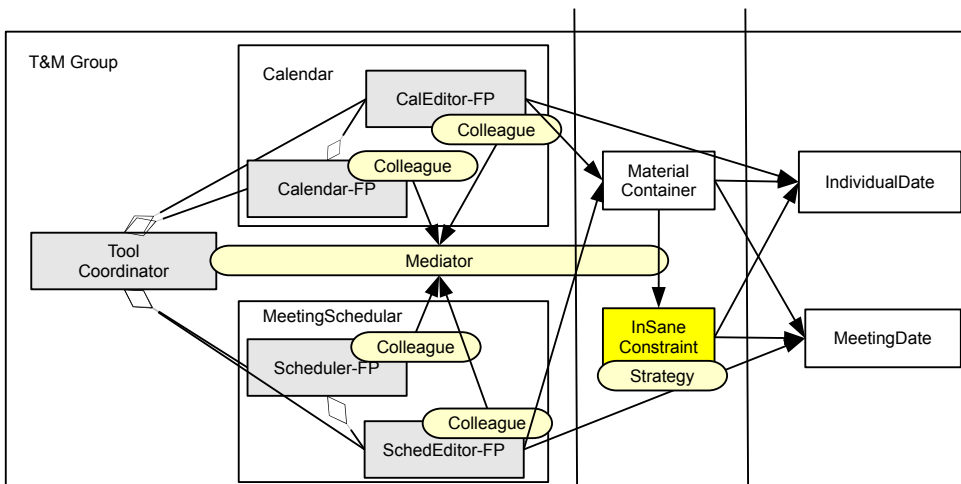 T&M Group
Calendar
CalEditor-FP
Colleague
Colleague
Calendar-FP
Material
Container
IndividualDate
Tool
Coordinator
Mediator
MeetingSchedular
InSane
Constraint
MeetingDate
Colleague
Scheduler-FP
Strategy
Colleague
SchedEditor-FP